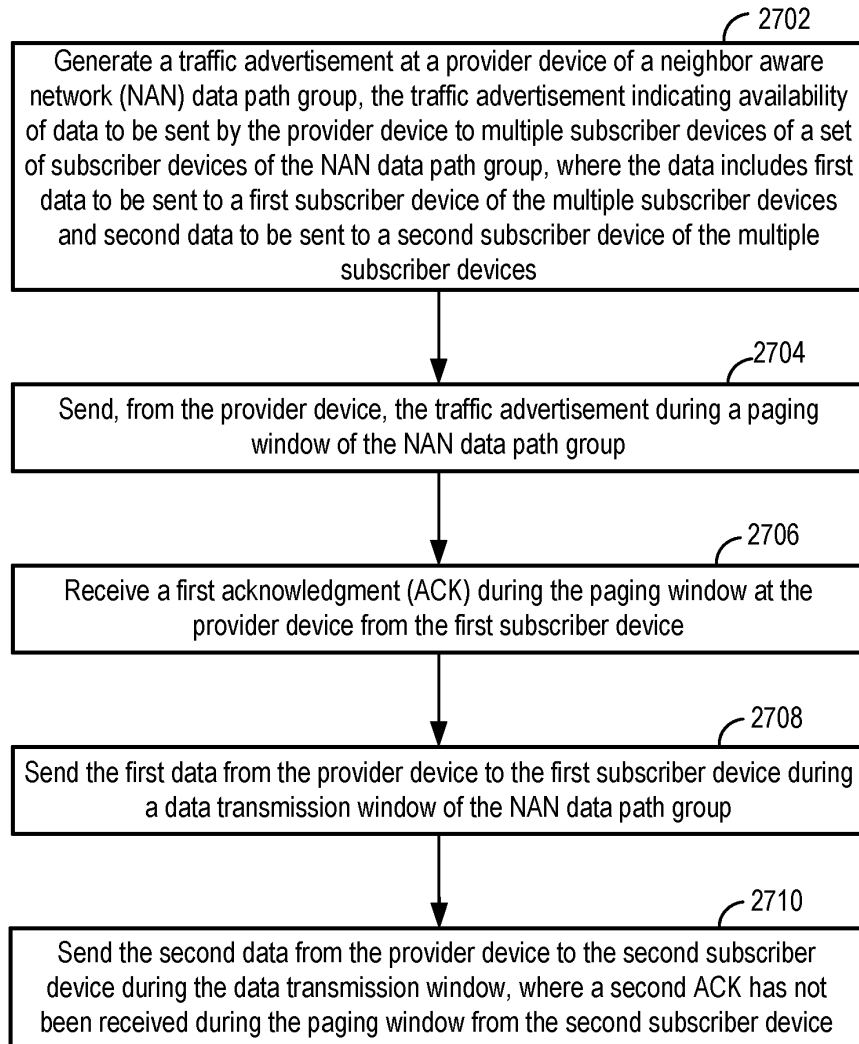 2702
Generate a traffic advertisement at a provider device of a neighbor aware
network (NAN) data path group, the traffic advertisement indicating availability
of data to be sent by the provider device to multiple subscriber devices of a set
of subscriber devices of the NAN data path group, where the data includes first
data to be sent to a first subscriber device of the multiple subscriber devices
and second data to be sent to a second subscriber device of the multiple
subscriber devices
2704
Send, from the provider device, the traffic advertisement during a paging
window of the NAN data path group
2706
Receive a first acknowledgment (ACK) during the paging window at the
provider device from the first subscriber device
2708
Send the first data from the provider device to the first subscriber device during
a data transmission window of the NAN data path group
2710
Send the second data from the provider device to the second subscriber
device during the data transmission window, where a second ACK has not
been received during the paging window from the second subscriber device